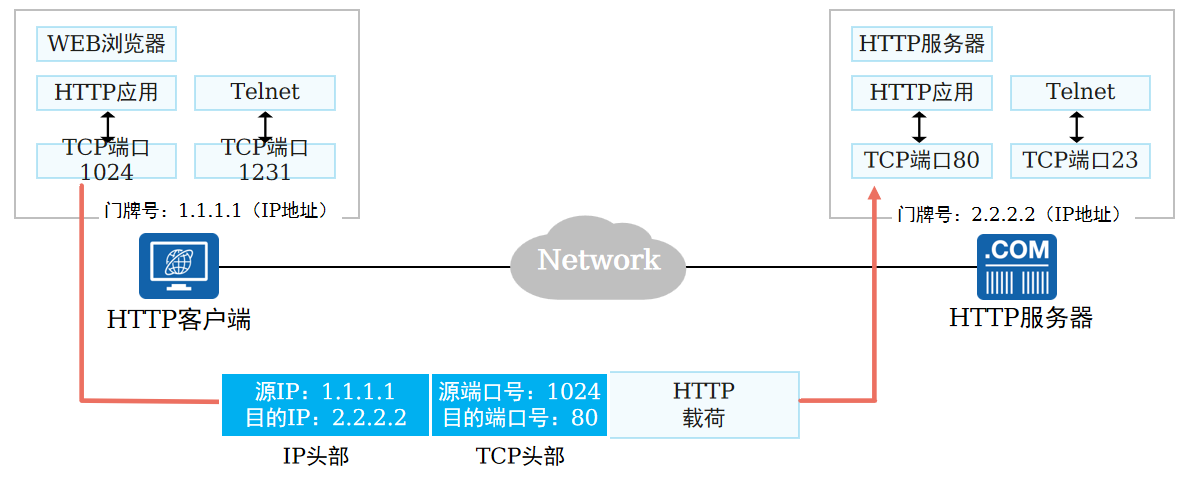 WEB浏览器
HTTP应用
Telnet
TCP端口
1024
TCP端口
1231
门牌号：1.1.1.1（IP地址）
HTTP服务器
HTTP应用
Telnet
TCP端口80
TCP端口23
门牌号：2.2.2.2（IP地址）
Network
.COM
HTTP客户端
HTTP服务器
源IP：1.1.1.1
目的IP：2.2.2.2
源端口号：1024
目的端口号：80
HTTP
载荷
IP头部
TCP头部